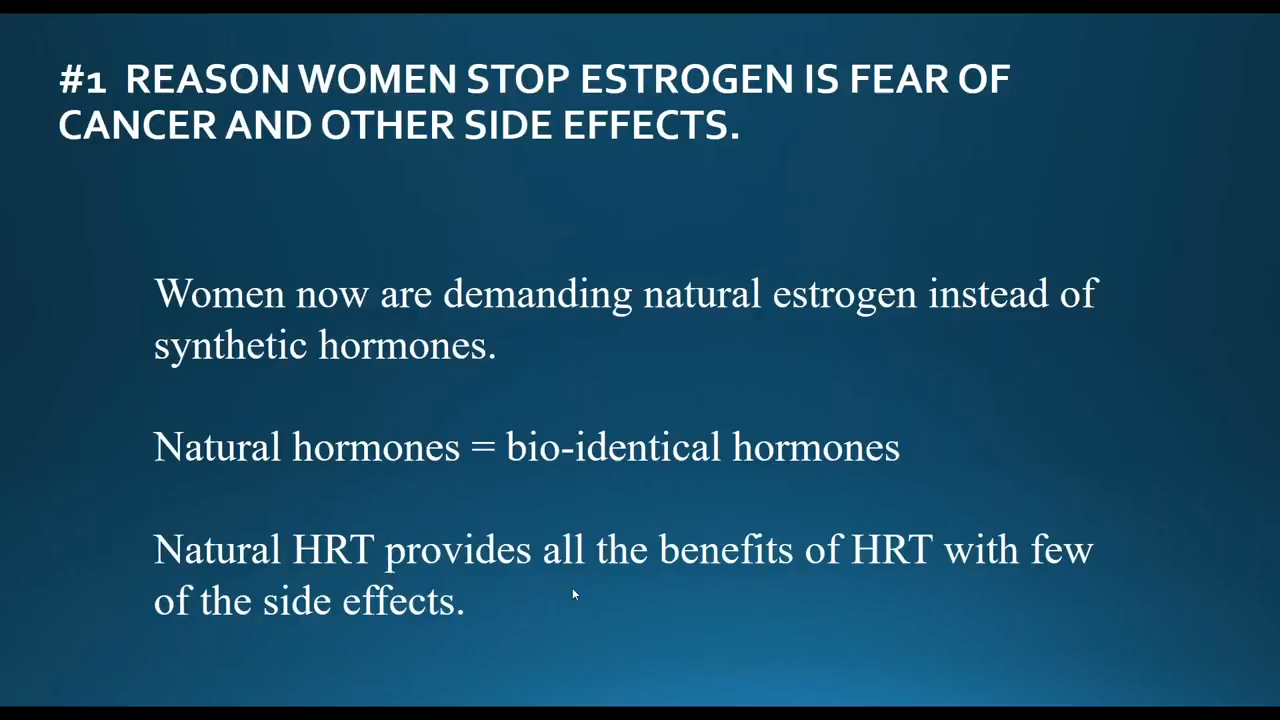 #1 REASON WOMEN STOP ESTROGEN IS FEAR OF
CANCER AND OTHER SIDE EFFECTS.
Women now are demanding natural estrogen instead of
synthetic hormones.
Natural hormones = bio-identical hormones
Natural HRT provides all the benefits of HRT with few
of the side effects.